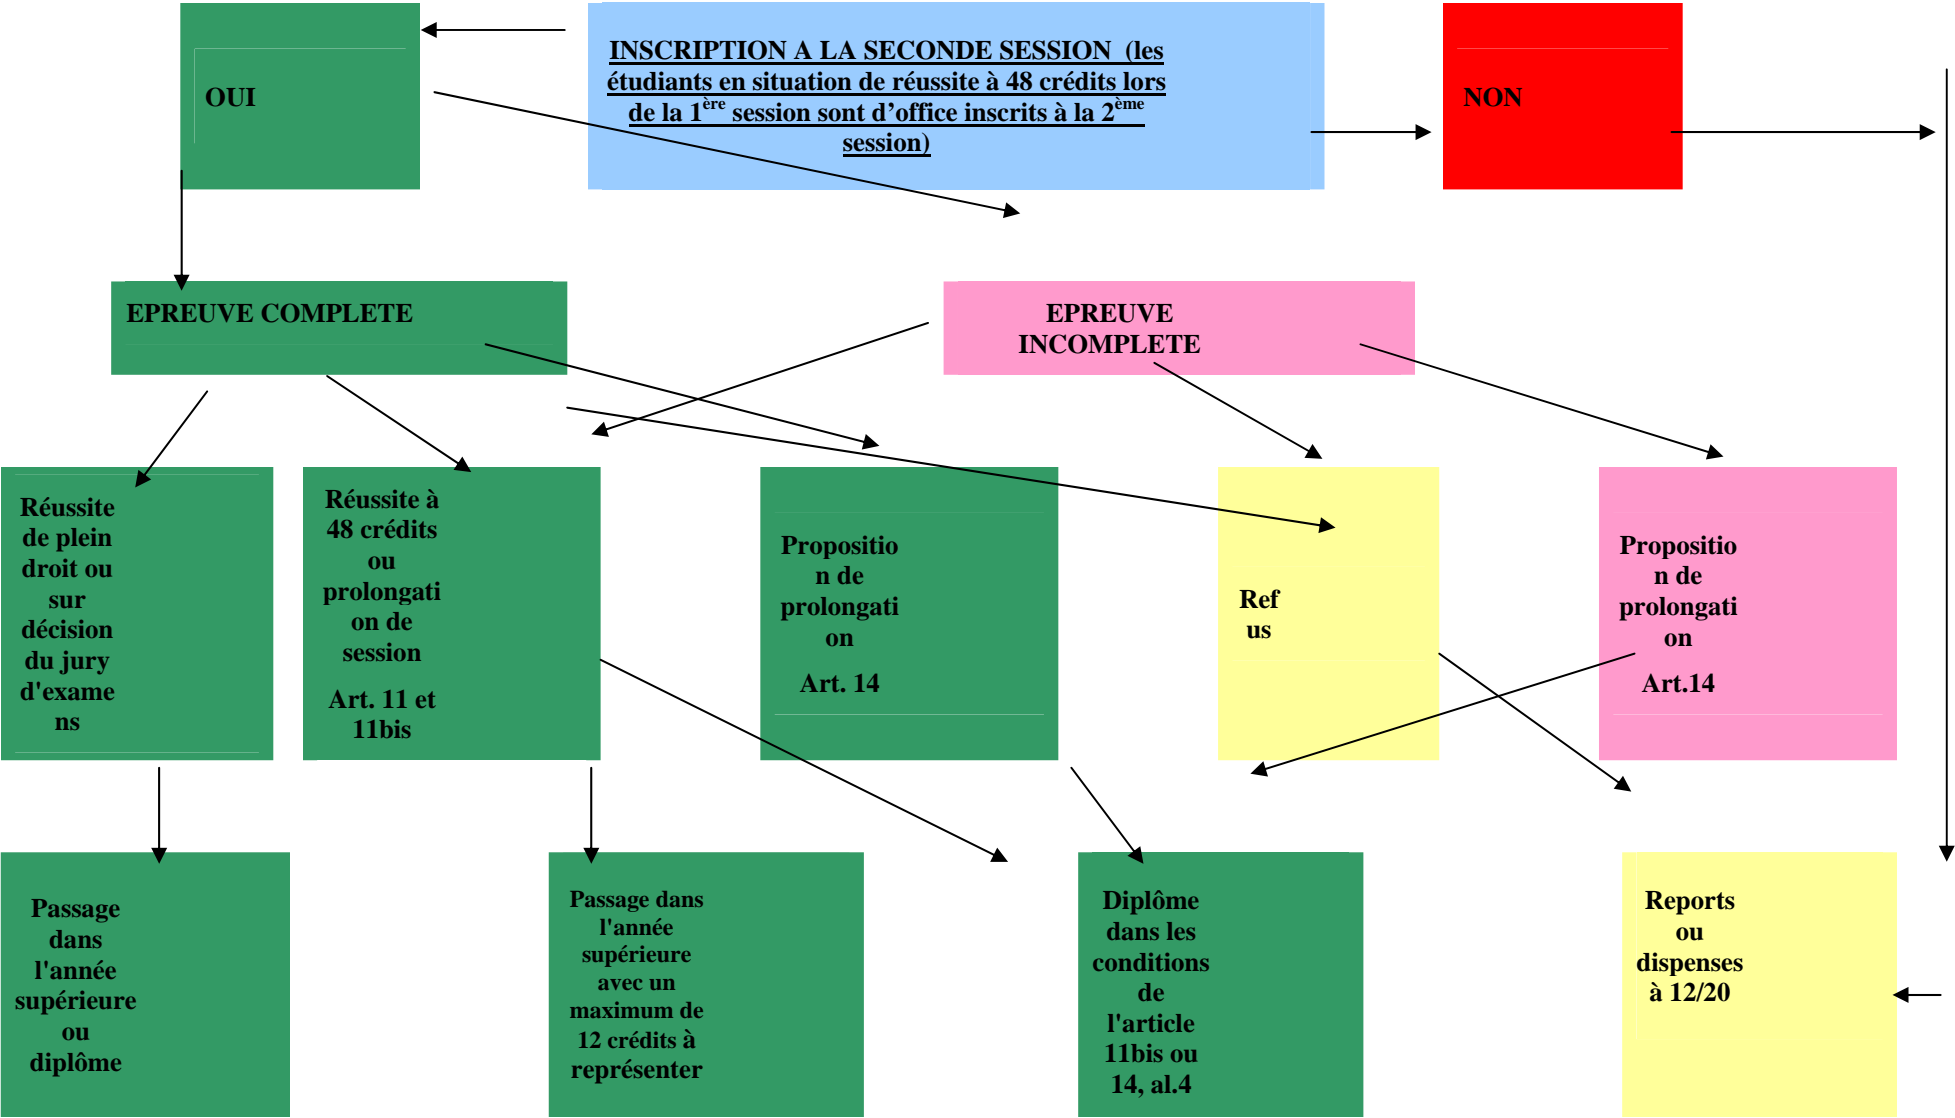 OUI
INSCRIPTION A LA SECONDE SESSION (les
étudiants en situation de réussite à 48 crédits lors
de la 1ère session sont d'office inscrits à la 2ème
session)
NON
EPREUVE COMPLETE
EPREUVE
INCOMPLETE
Réussite
de plein
droit ou
sur
décision
du jury
d'exame
ns
Réussite à
48 crédits
ou
prolongati
on de
session
Art. 11 et
11bis
Propositio
n de
prolongati
on
Art. 14
Ref
us
Propositio
n de
prolongati
on
Art.14
Passage
dans
l'année
supérieure
ou
diplôme
Passage dans
l'année
supérieure
avec un
maximum de
12 crédits à
représenter
Diplôme
dans les
conditions
de
l'article
11bis ou
14, al.4
Reports
ou
dispenses
à 12/20